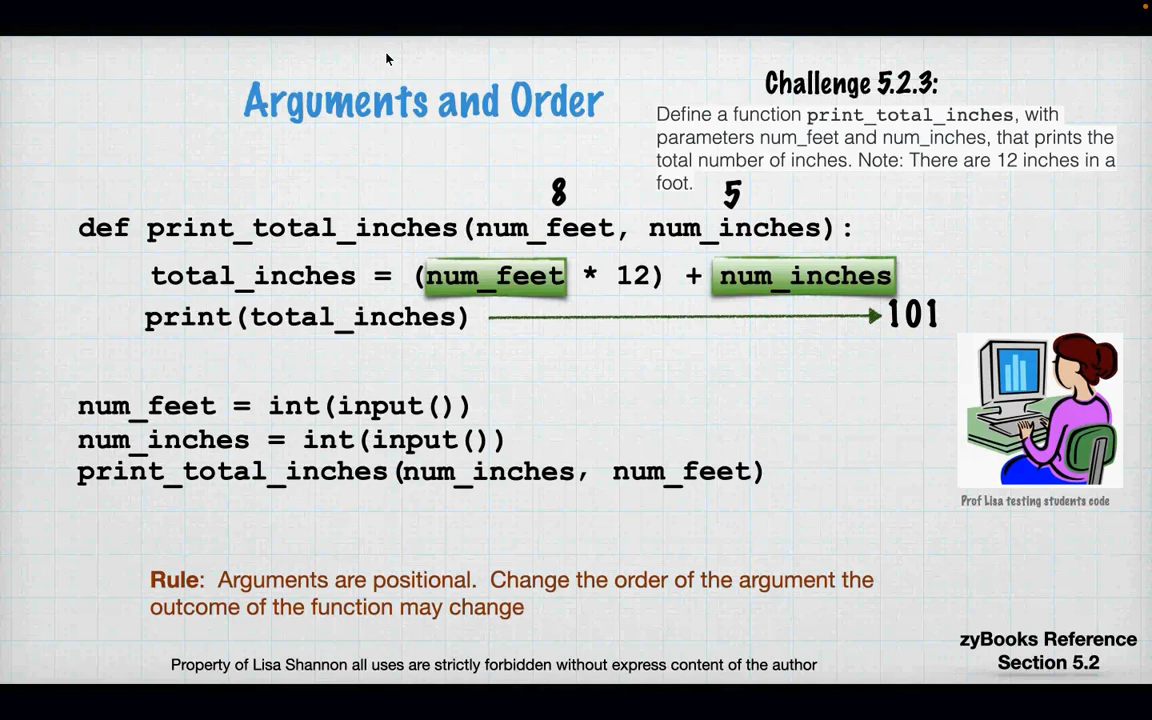 Arguments and Order
Challenge 5.2.3:
Define a function print_total_inches, with
parameters num_feet and num_inches, that prints the
total number of inches. Note: There are 12 inches in a
foot.
8 5
def print_total_inches(num_feet, num_inches):
total_inches = (num_feet * 12) + num_inches
print(total_inches) 101
num_feet = int(input())
num_inches = int(input())
print_total_inches(num_inches, num_feet)
Prof Lisa testing students code
Rule: Arguments are positional. Change the order of the argument the
outcome of the function may change
zyBooks Reference
Section 5.2
Property of Lisa Shannon all uses are strictly forbidden without express content of the author